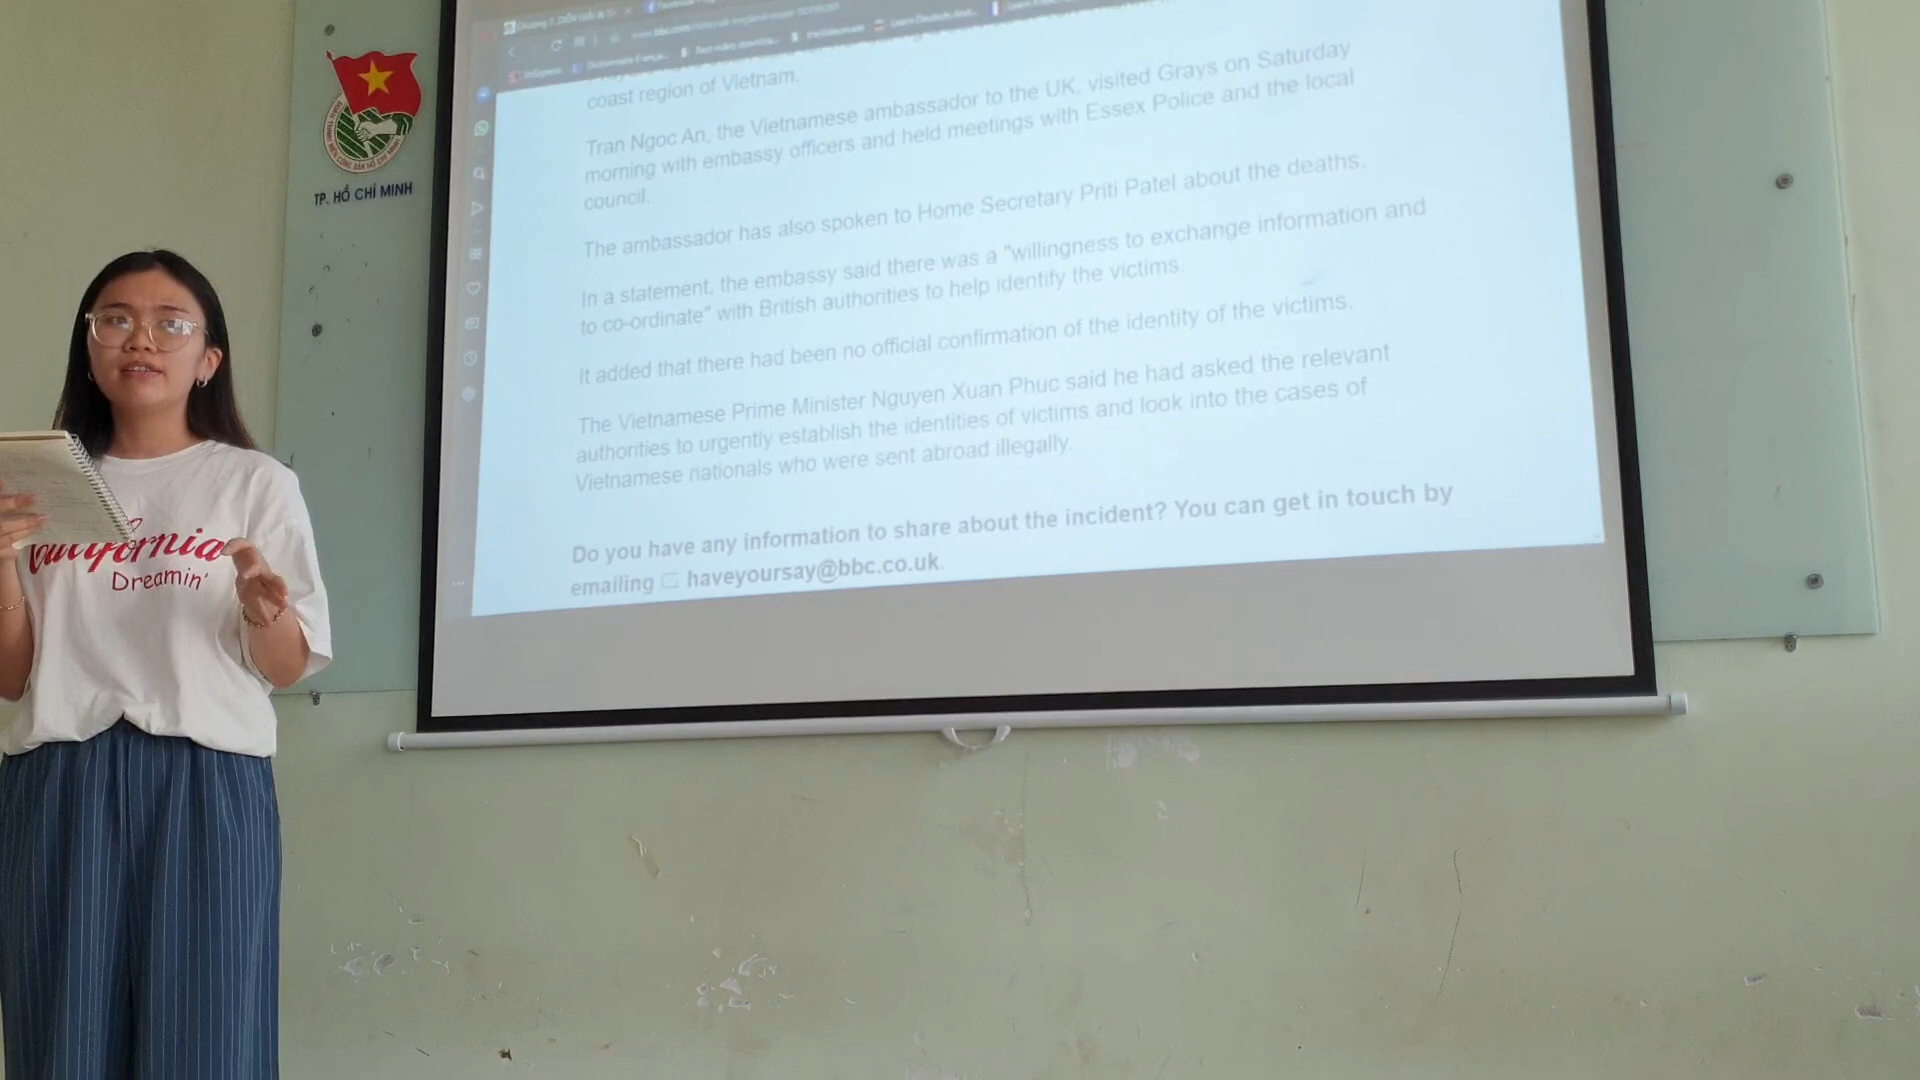 coast region of Vietnam.
Tran Ngoc An, the Vietnamese ambassador to the UK, visited Grays on Saturday
morning with embassy officers and held meetings with Essex Police and the local
council.
The ambassador has also spoken to Home Secretary Priti Patel about the deaths.
In a statement, the embassy said there was a "willingness to exchange information and
to co-ordinate" with British authorities to help identify the victims.
It added that there had been no official confirmation of the identity of the victims.
The Vietnamese Prime Minister Nguyen Xuan Phuc said he had asked the relevant
authorities to urgently establish the identities of victims and look into the cases of
Vietnamese nationals who were sent abroad illegally.
Do you have any information to share about the incident? You can get in touch by
emailing haveyoursay@bbc.co.uk.
TP. HỒ CHÍ MINH
California
Dreamin'